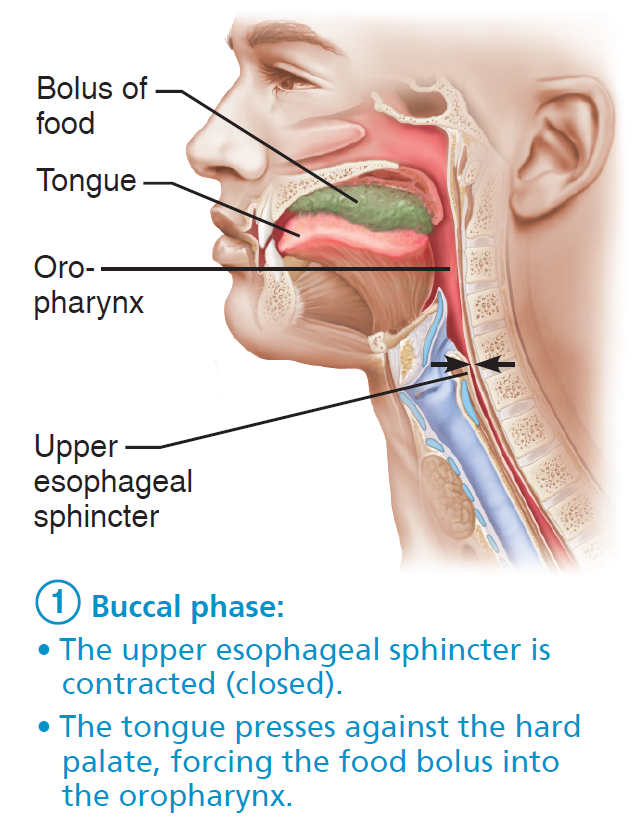 Bolus of
food
Tongue
Oro-
pharynx
Upper
esophageal
sphincter
1 Buccal phase:
• The upper esophageal sphincter is
contracted (closed).
• The tongue presses against the hard
palate, forcing the food bolus into
the oropharynx.